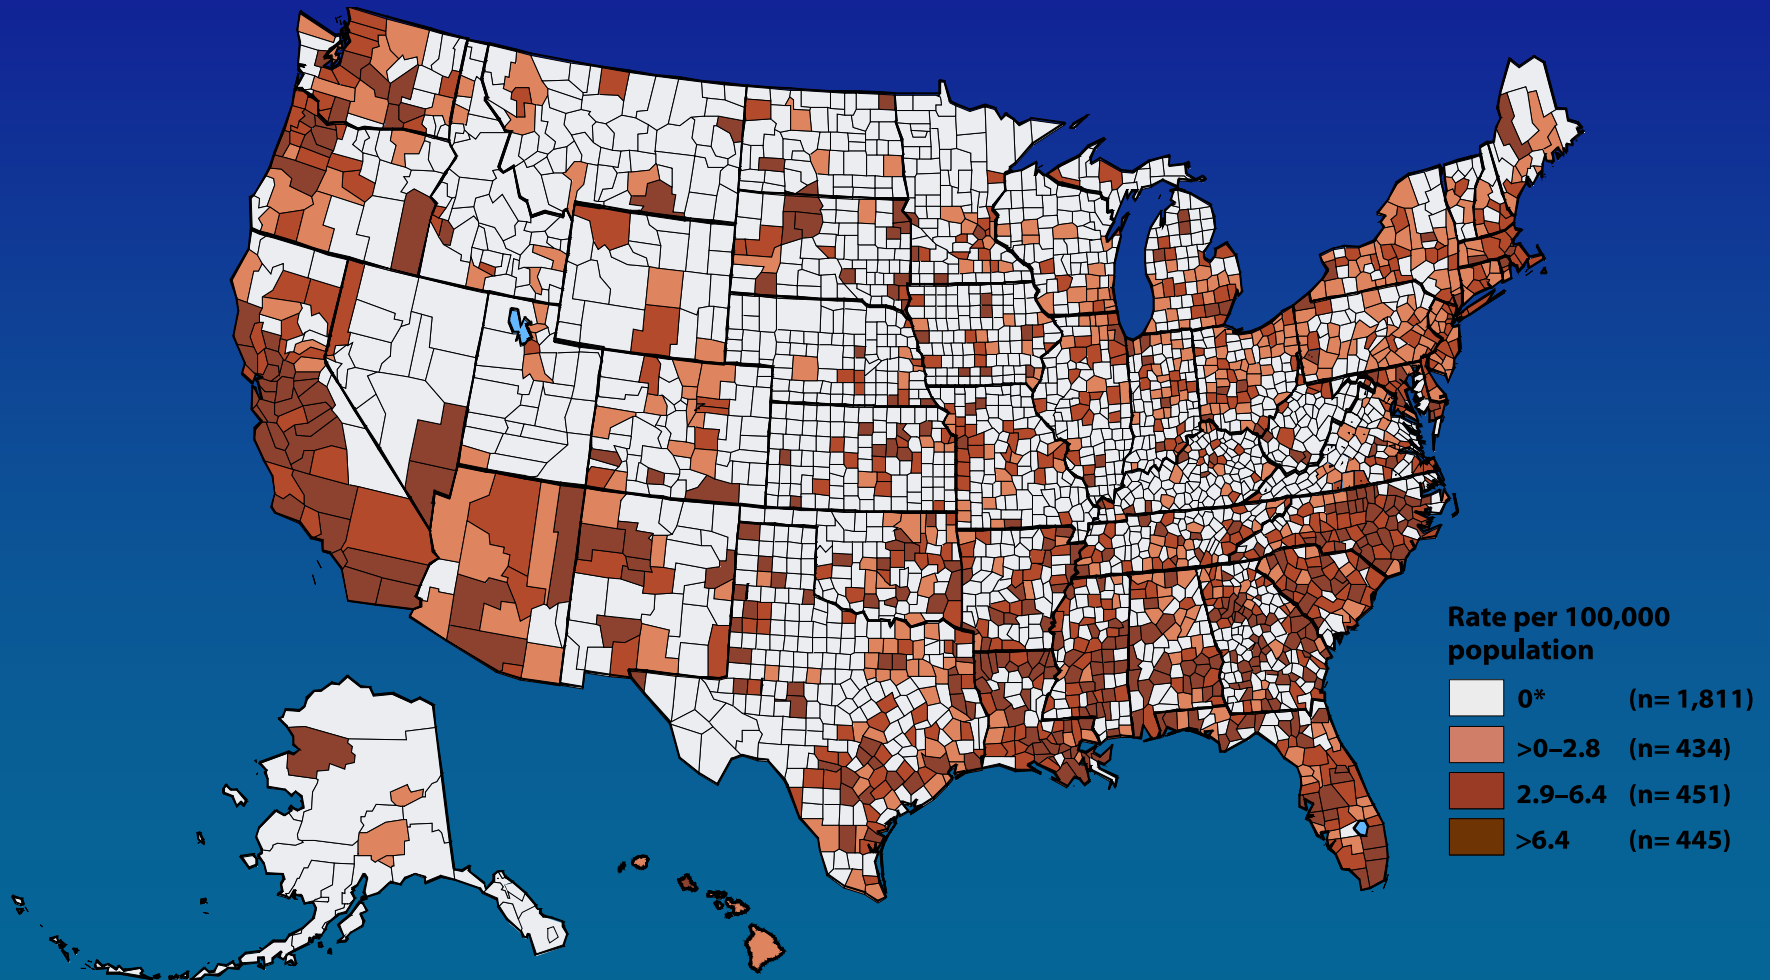 Rate per 100,000
population
0* (n= 1,811)
>0–2.8 (n= 434)
2.9–6.4 (n= 451)
>6.4 (n= 445)